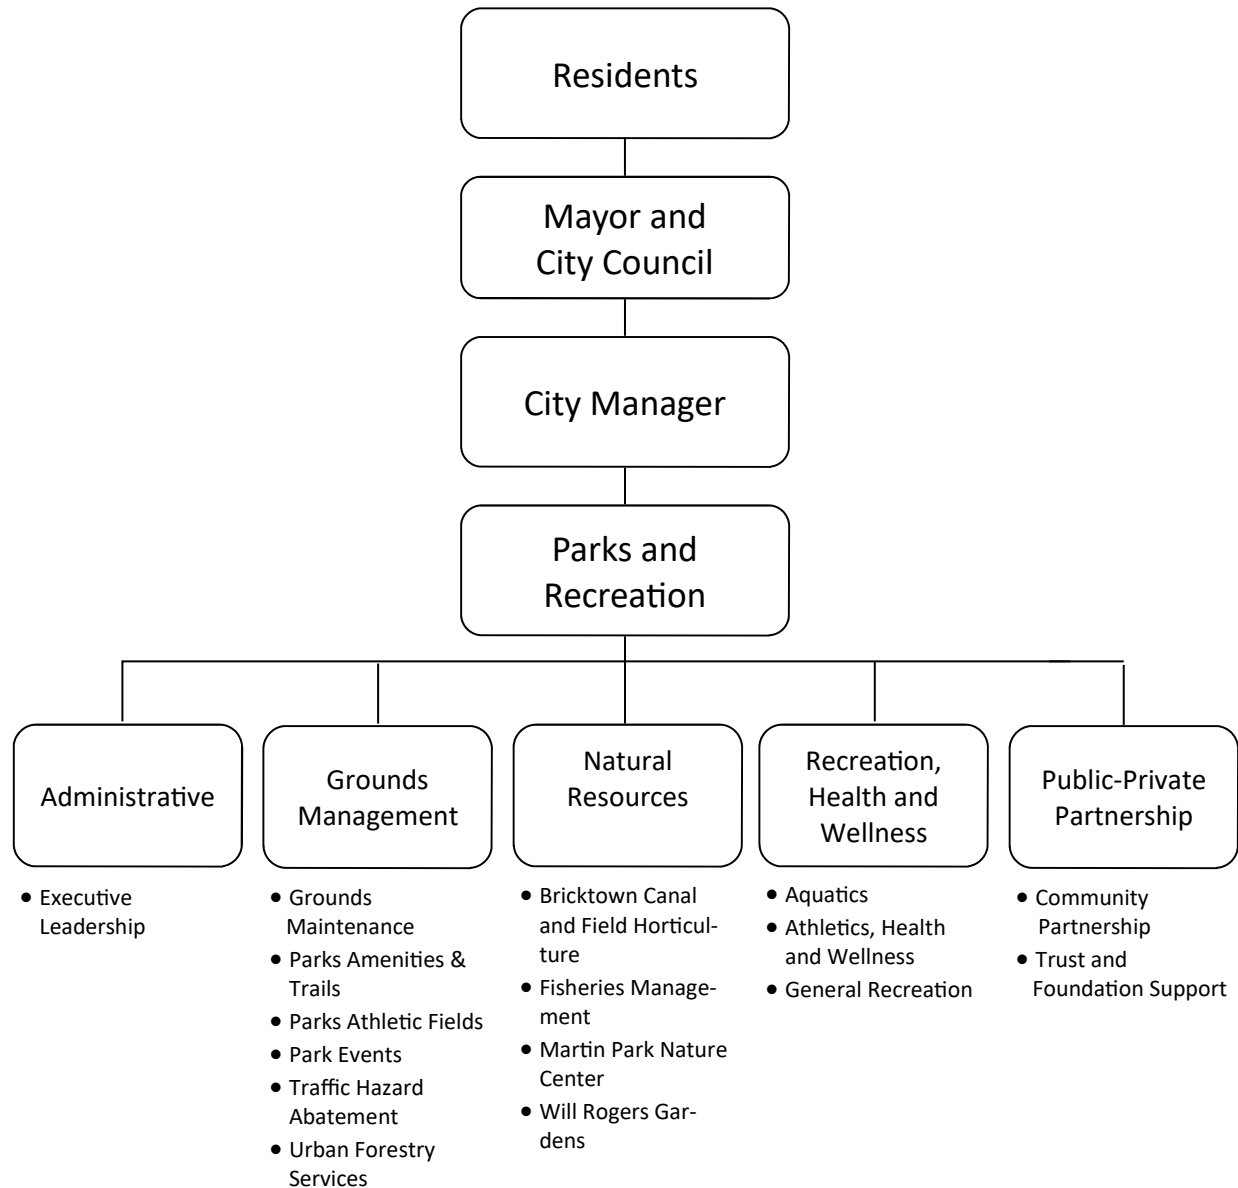 Residents
Mayor and
City Council
City Manager
Parks and
Recreation
Administrative
Grounds
Management
Natural
Resources
Recreation,
Health and
Wellness
Public-Private
Partnership
• Executive
Leadership
• Grounds
Maintenance
• Parks Amenities &
Trails
• Parks Athletic Fields
• Park Events
• Traffic Hazard
Abatement
• Urban Forestry
Services
• Bricktown Canal
and Field Horticul-
ture
• Fisheries Manage-
ment
• Martin Park Nature
Center
• Will Rogers Gar-
dens
• Aquatics
• Athletics, Health
and Wellness
• General Recreation
• Community
Partnership
• Trust and
Foundation Support